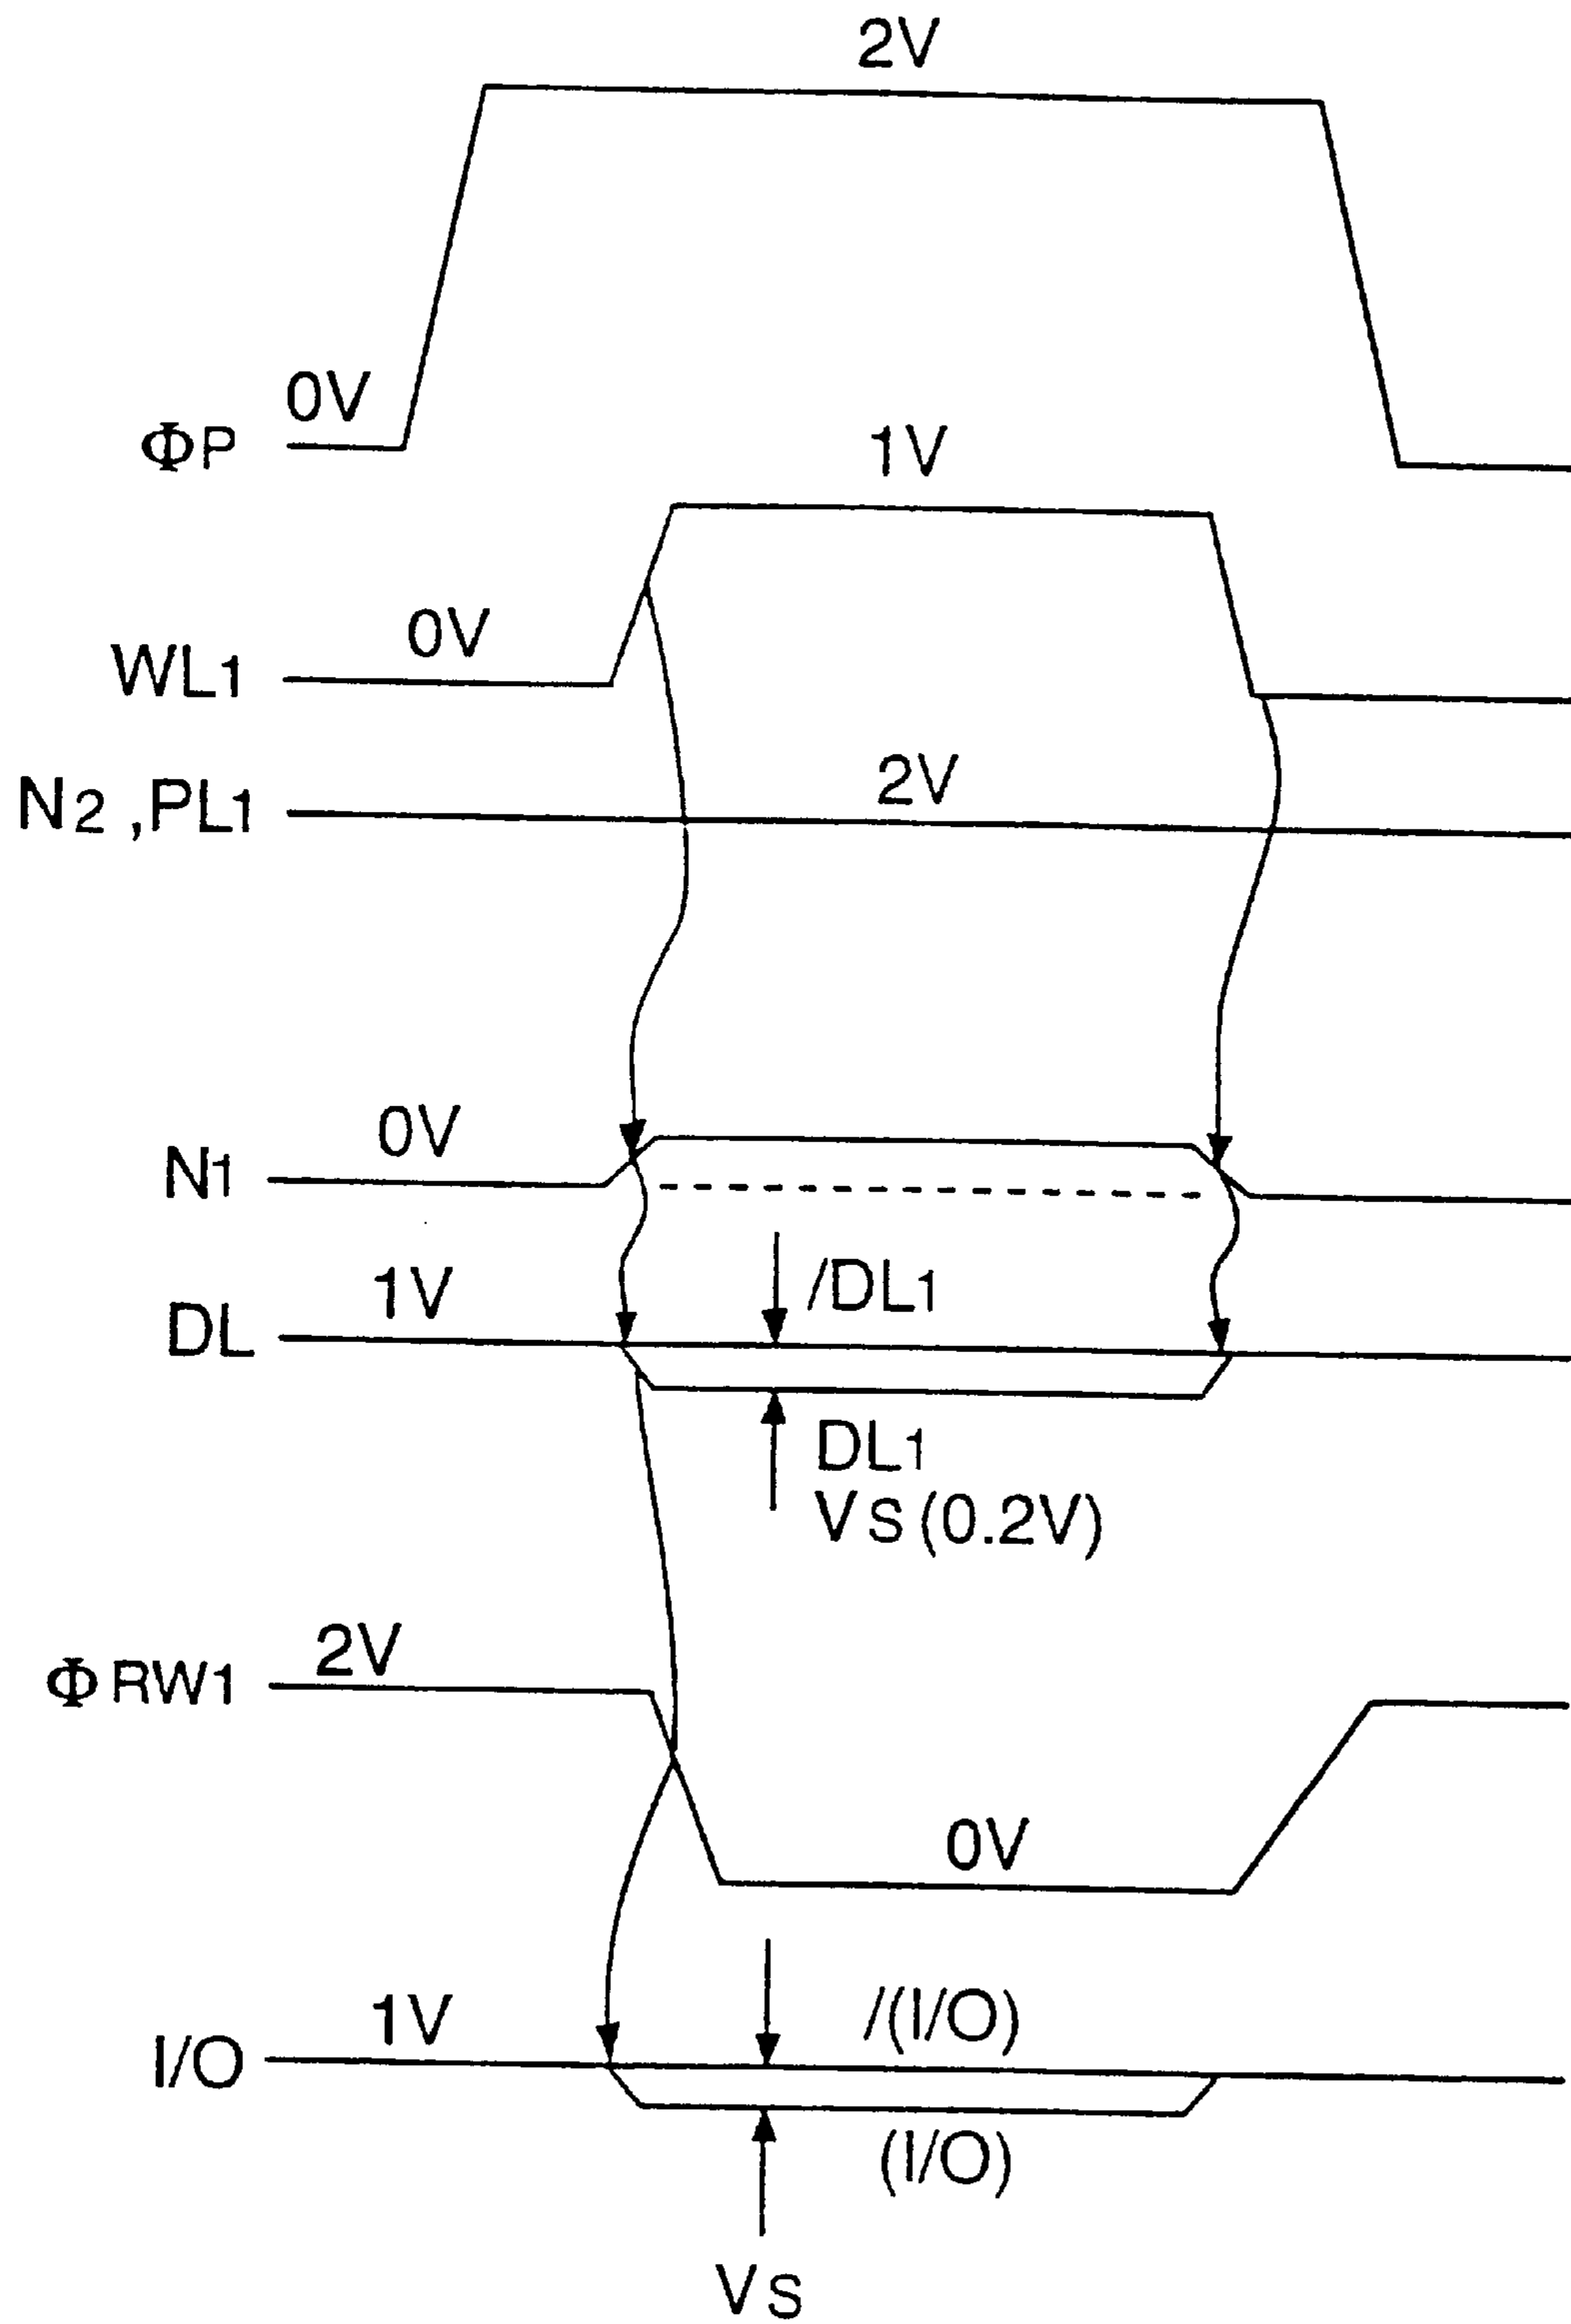 2V
0V
ΦP
1V
0V
WL1
2V
N2 ,PL1
0V
N1
/DL1
1V
DL
DL1
VS (0.2V)
2V
ΦRW1
0V
/(I/O)
1V
I/O
(I/O)
VS